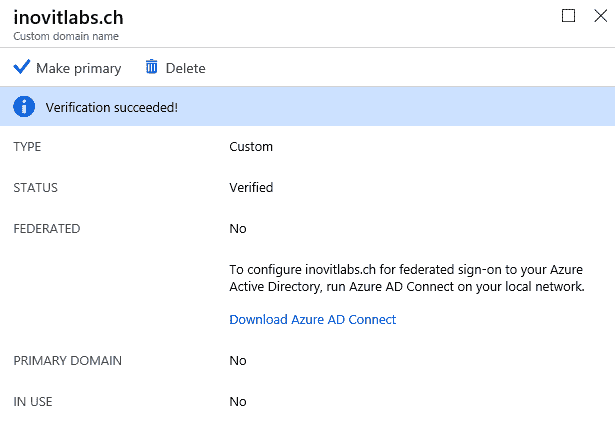 inovitlabs.ch
Custom domain name
Make primary
Delete
Verification succeeded!
TYPE Custom
STATUS Verified
FEDERATED No
To configure inovitlabs.ch for federated sign-on to your Azure
Active Directory, run Azure AD Connect on your local network.
Download Azure AD Connect
PRIMARY DOMAIN No
IN USE No